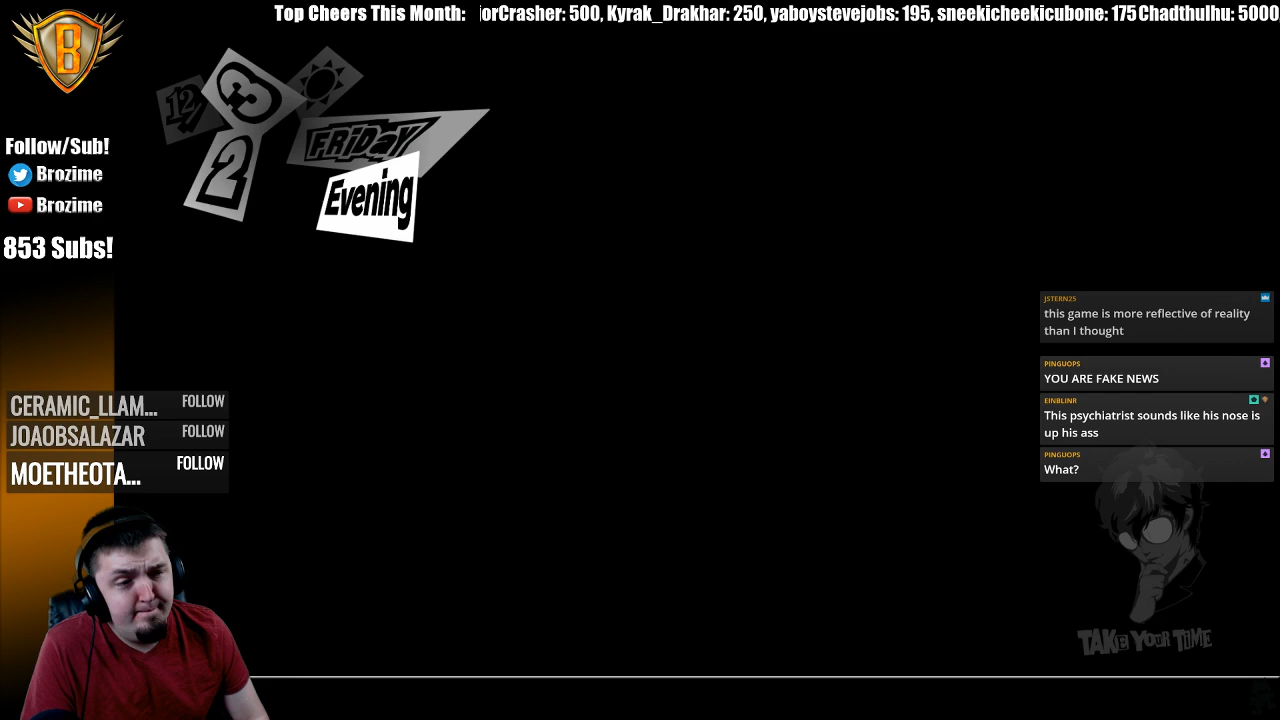 Top Cheers This Month: iorCrasher: 500, Kyrak_Drakhar: 250, yaboystevejobs: 195, sneekicheekicubone: 175 Chadthulhu: 5000
B
12
3
2
FRiDaY
Evening
Follow/Sub!
Brozime
Brozime
853 Subs!
JSTERN25
this game is more reflective of reality
than I thought
PINGUOPS
YOU ARE FAKE NEWS
EINBLINR
This psychiatrist sounds like his nose is
up his ass
PINGUOPS
What?
CERAMIC_LLAM... FOLLOW
JOAOBSALAZAR FOLLOW
MOETHEOTA... FOLLOW
TAKE YOUR TIME